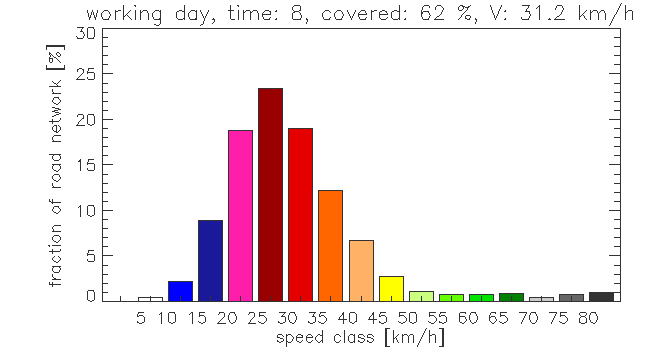 working day, time: 8, covered: 62 %, V: 31.2 km/h
fraction of road network [%]
30
25
20
15
10
5
0
5 10 15 20 25 30 35 40 45 50 55 60 65 70 75 80
speed class [km/h]